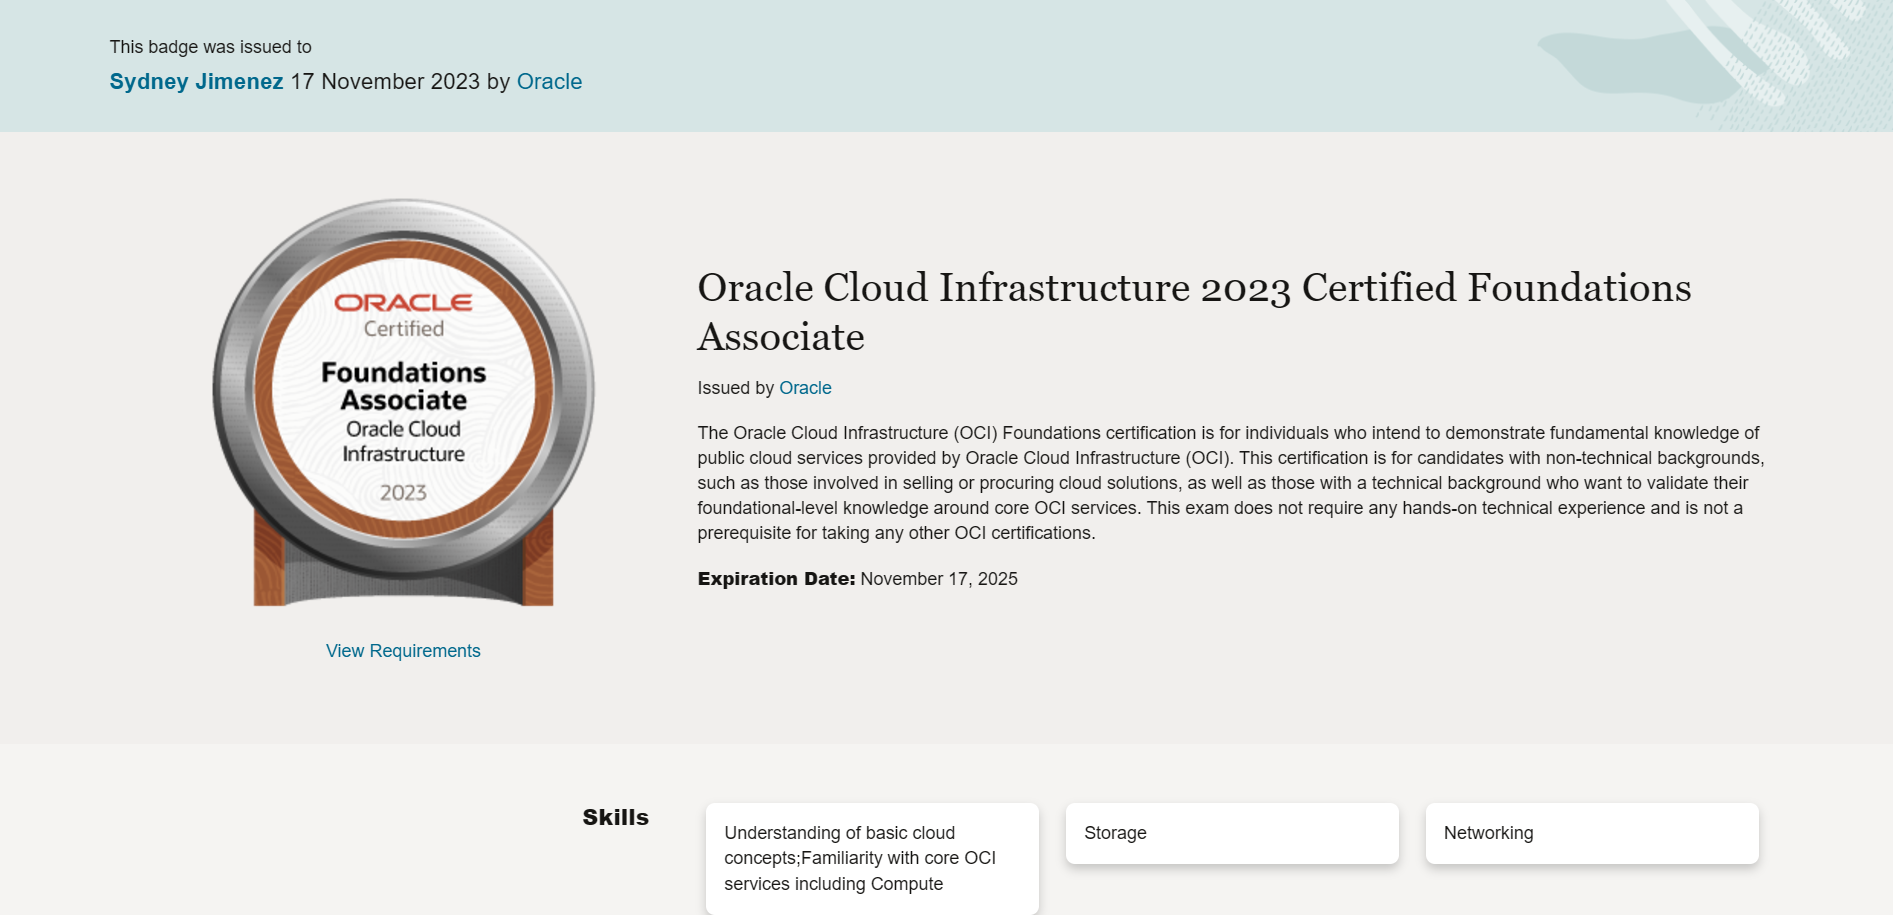 This badge was issued to
Sydney Jimenez 17 November 2023 by Oracle
ORACLE
Certified
Foundations
Associate
Oracle Cloud
Infrastructure
2023
View Requirements
Oracle Cloud Infrastructure 2023 Certified Foundations
Associate
Issued by Oracle
The Oracle Cloud Infrastructure (OCI) Foundations certification is for individuals who intend to demonstrate fundamental knowledge of
public cloud services provided by Oracle Cloud Infrastructure (OCI). This certification is for candidates with non-technical backgrounds,
such as those involved in selling or procuring cloud solutions, as well as those with a technical background who want to validate their
foundational-level knowledge around core OCI services. This exam does not require any hands-on technical experience and is not a
prerequisite for taking any other OCI certifications.
Expiration Date: November 17, 2025
Skills
Understanding of basic cloud
concepts;Familiarity with core OCI
services including Compute
Storage
Networking